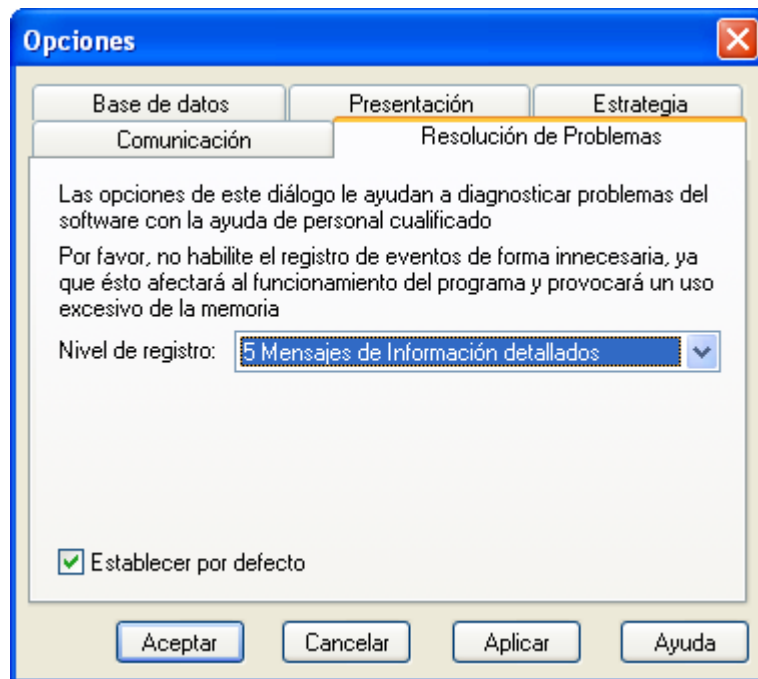 Opciones
Base de datos
Presentación
Estrategia
Comunicación
Resolución de Problemas
Las opciones de este diálogo le ayudan a diagnosticar problemas del
software con la ayuda de personal cualificado
Por favor, no habilite el registro de eventos de forma innecesaria, ya
que ésto afectará al funcionamiento del programa y provocará un uso
excesivo de la memoria
Nivel de registro: 5 Mensajes de Información detallados
Establecer por defecto
Aceptar
Cancelar
Aplicar
Ayuda